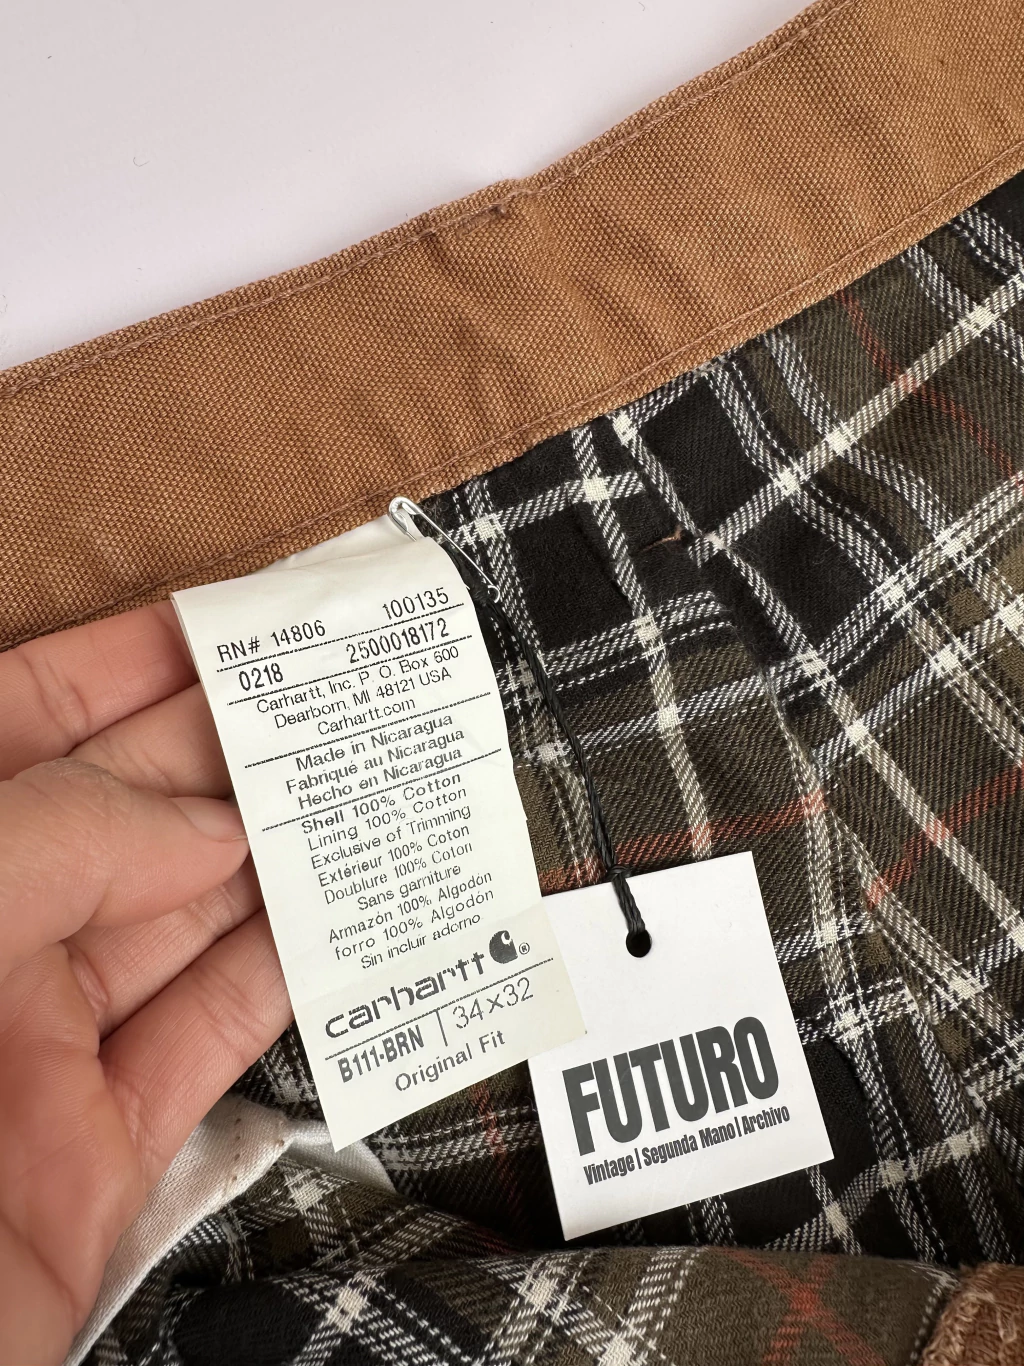 RN# 14806 100135
0218 2500018172
Carhartt, Inc. P. O. Box 600
Dearborn, MI 48121 USA
Carhartt.com
Made in Nicaragua
Fabriqué au Nicaragua
Hecho en Nicaragua
Shell 100% Cotton
Lining 100% Cotton
Exclusive of Trimming
Extérieur 100% Coton
Doublure 100% Coton
Sans garniture
Armazón 100% Algodón
forro 100% Algodón
Sin incluir adorno
carhartt®
B111-BRN | 34×32
Original Fit
FUTURO
Vintage | Segunda Mano | Archivo